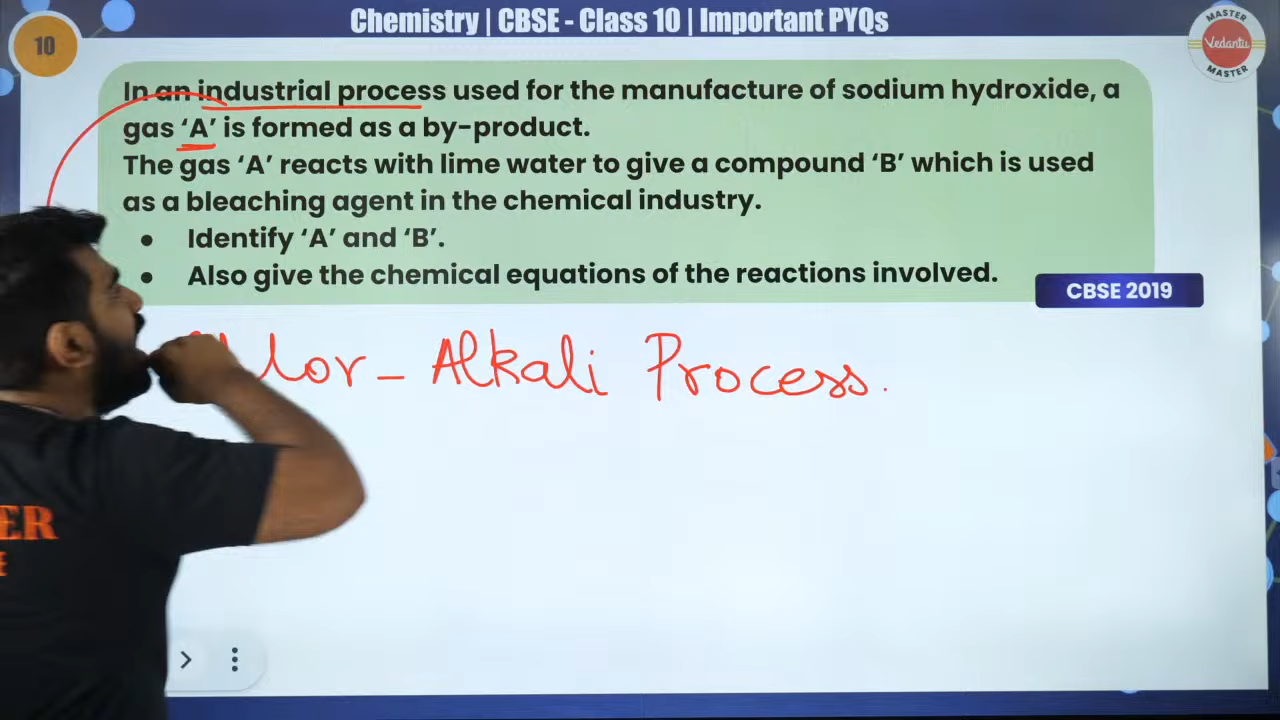 Chemistry | CBSE - Class 10 | Important PYQs
10
MASTER
Vedantu
MASTER
In an industrial process used for the manufacture of sodium hydroxide, a
gas ‘A’ is formed as a by-product.
The gas ‘A’ reacts with lime water to give a compound ‘B’ which is used
as a bleaching agent in the chemical industry.
• Identify ‘A’ and ‘B’.
• Also give the chemical equations of the reactions involved.
CBSE 2019
Alkali Process.
ER